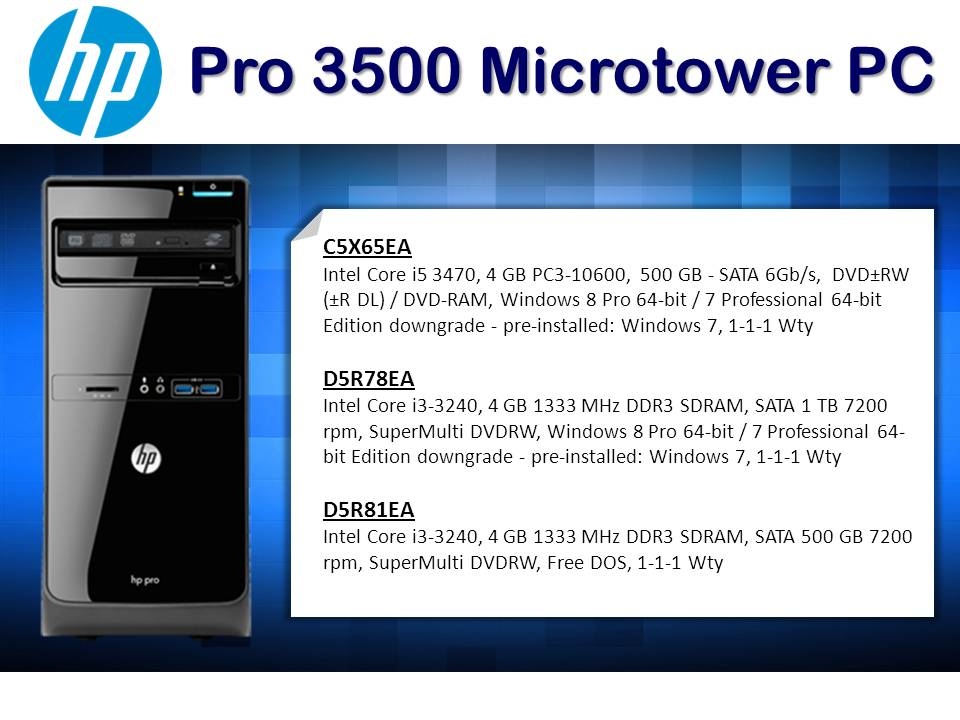 hp
Pro 3500 Microtower PC
C5X65EA
Intel Core i5 3470, 4 GB PC3-10600, 500 GB - SATA 6Gb/s, DVD±RW
(±R DL) / DVD-RAM, Windows 8 Pro 64-bit / 7 Professional 64-bit
Edition downgrade - pre-installed: Windows 7, 1-1-1 Wty
D5R78EA
Intel Core i3-3240, 4 GB 1333 MHz DDR3 SDRAM, SATA 1 TB 7200
rpm, SuperMulti DVDRW, Windows 8 Pro 64-bit / 7 Professional 64-
bit Edition downgrade - pre-installed: Windows 7, 1-1-1 Wty
D5R81EA
Intel Core i3-3240, 4 GB 1333 MHz DDR3 SDRAM, SATA 500 GB 7200
rpm, SuperMulti DVDRW, Free DOS, 1-1-1 Wty
hp
hp pro